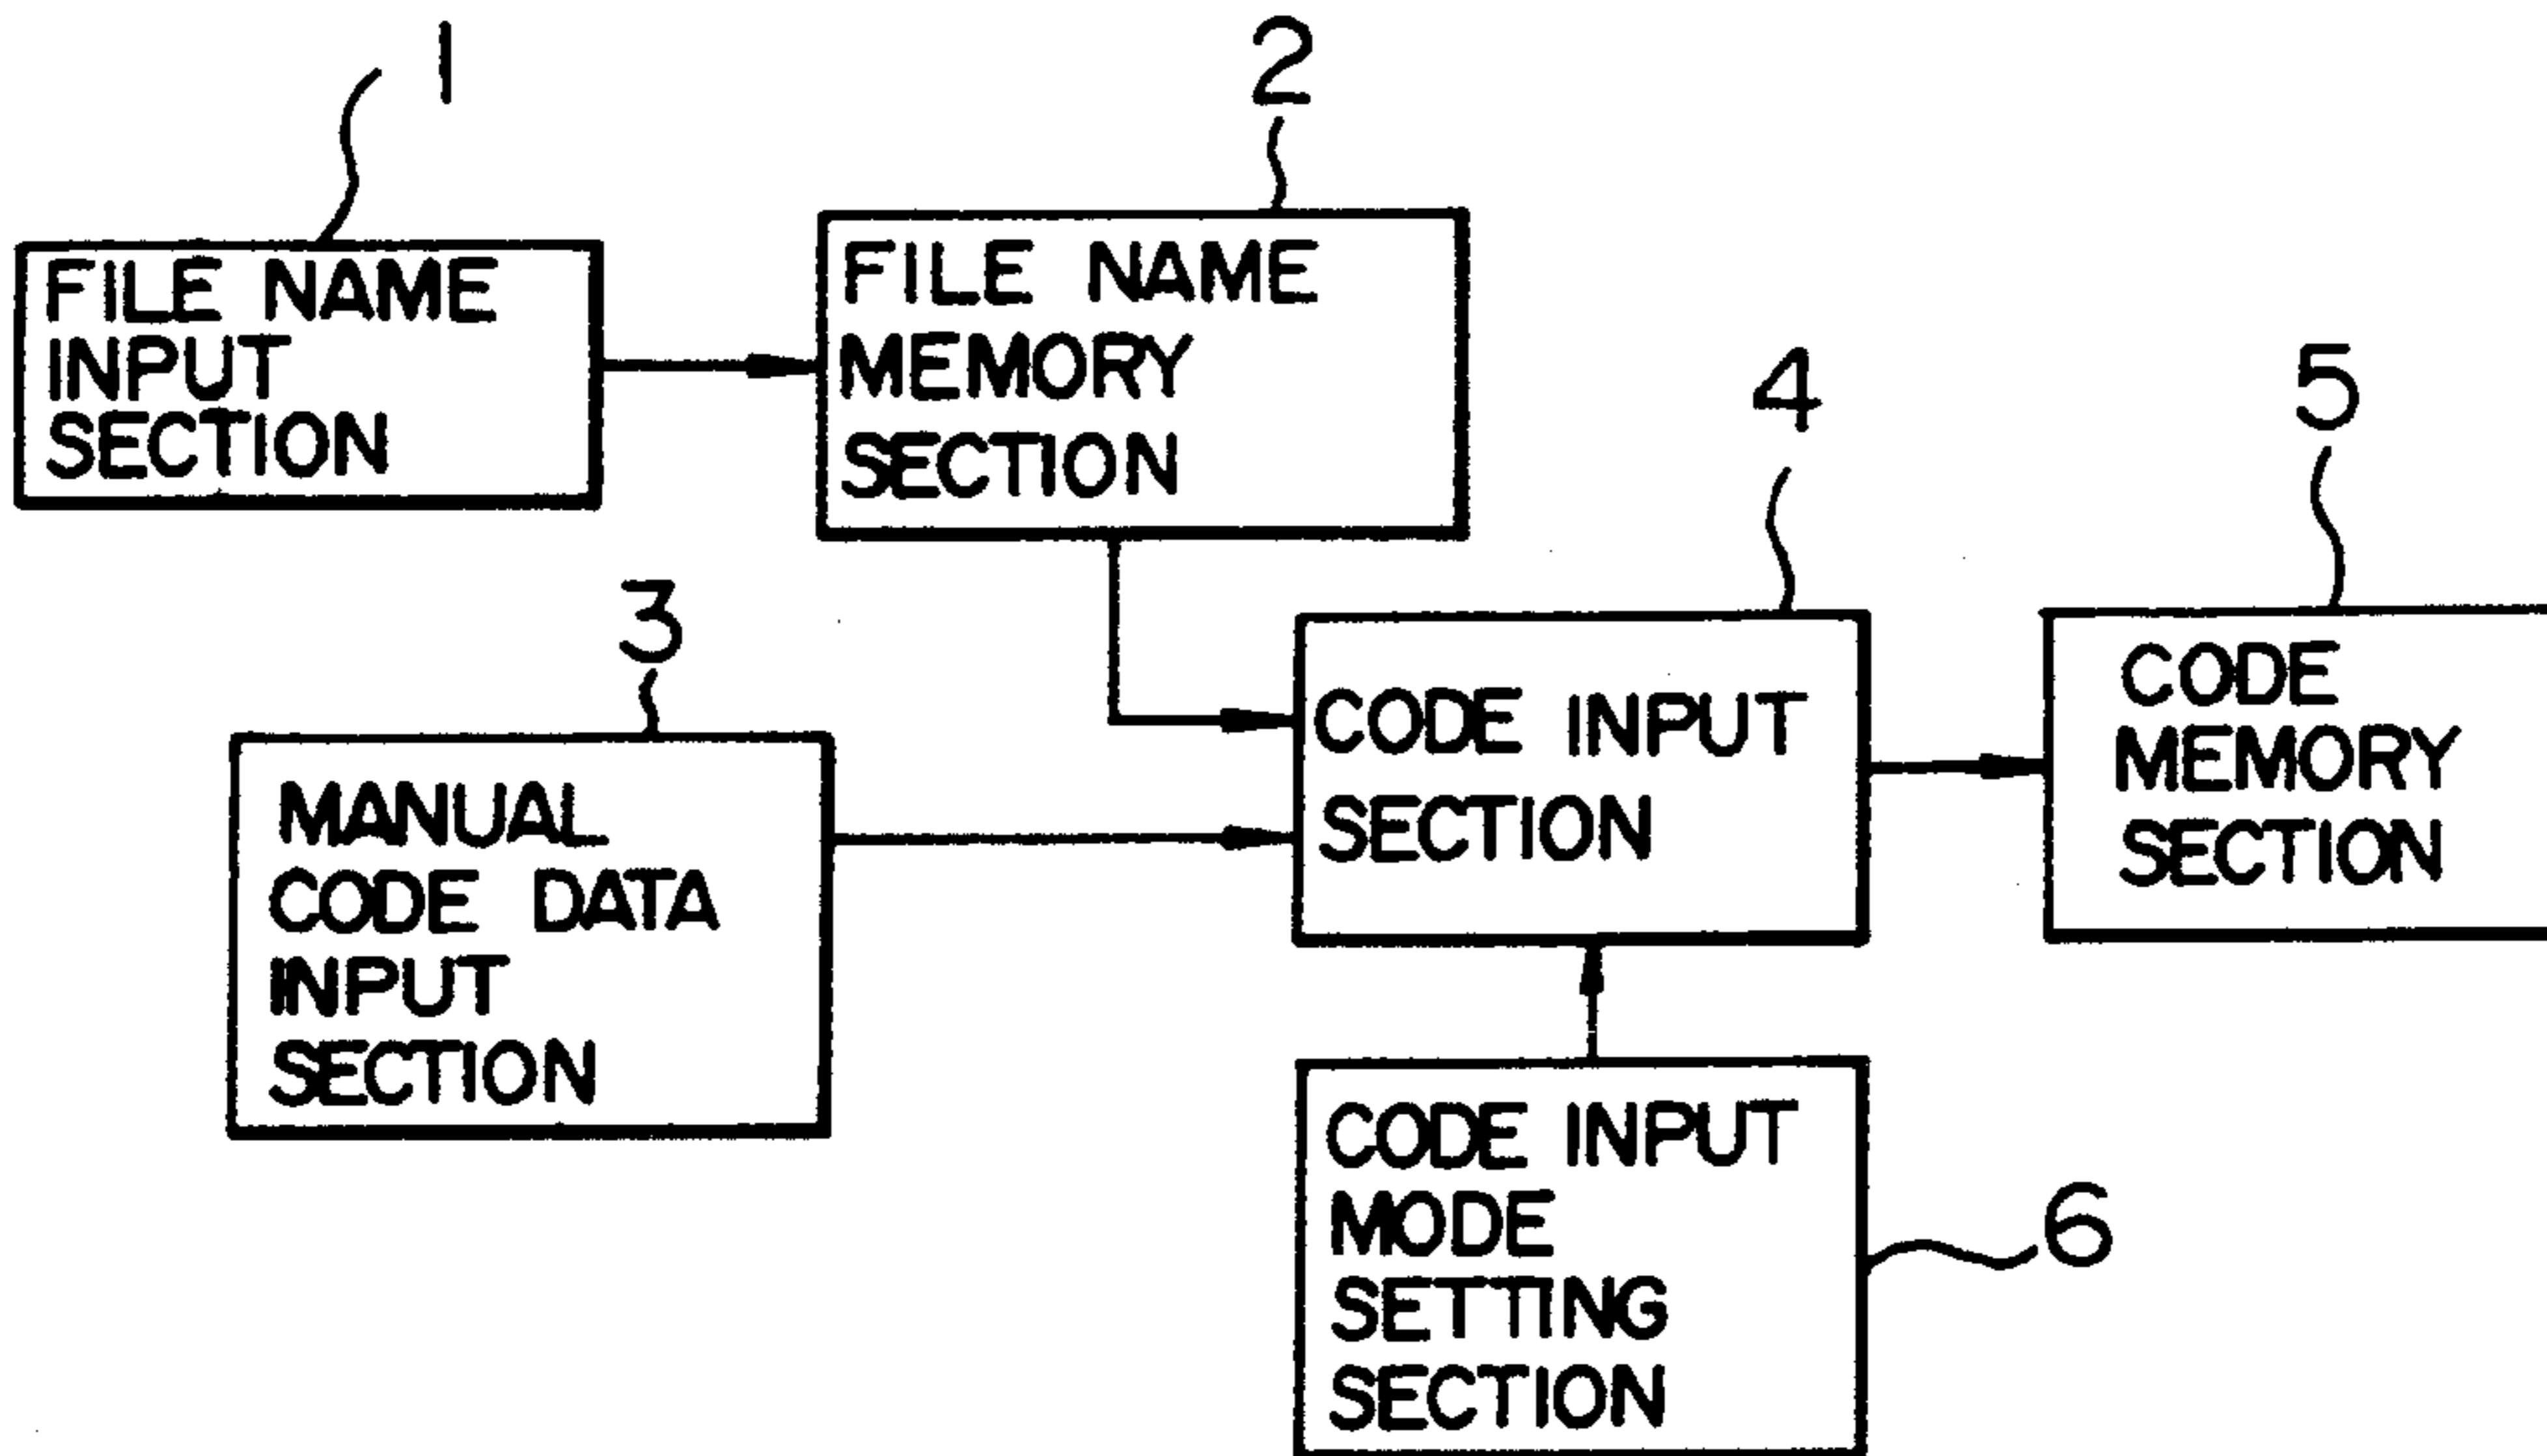 1
FILE NAME
INPUT
SECTION
2
FILE NAME
MEMORY
SECTION
3
MANUAL
CODE DATA
INPUT
SECTION
4
CODE INPUT
SECTION
5
CODE
MEMORY
SECTION
CODE INPUT
MODE
SETTING
SECTION
6